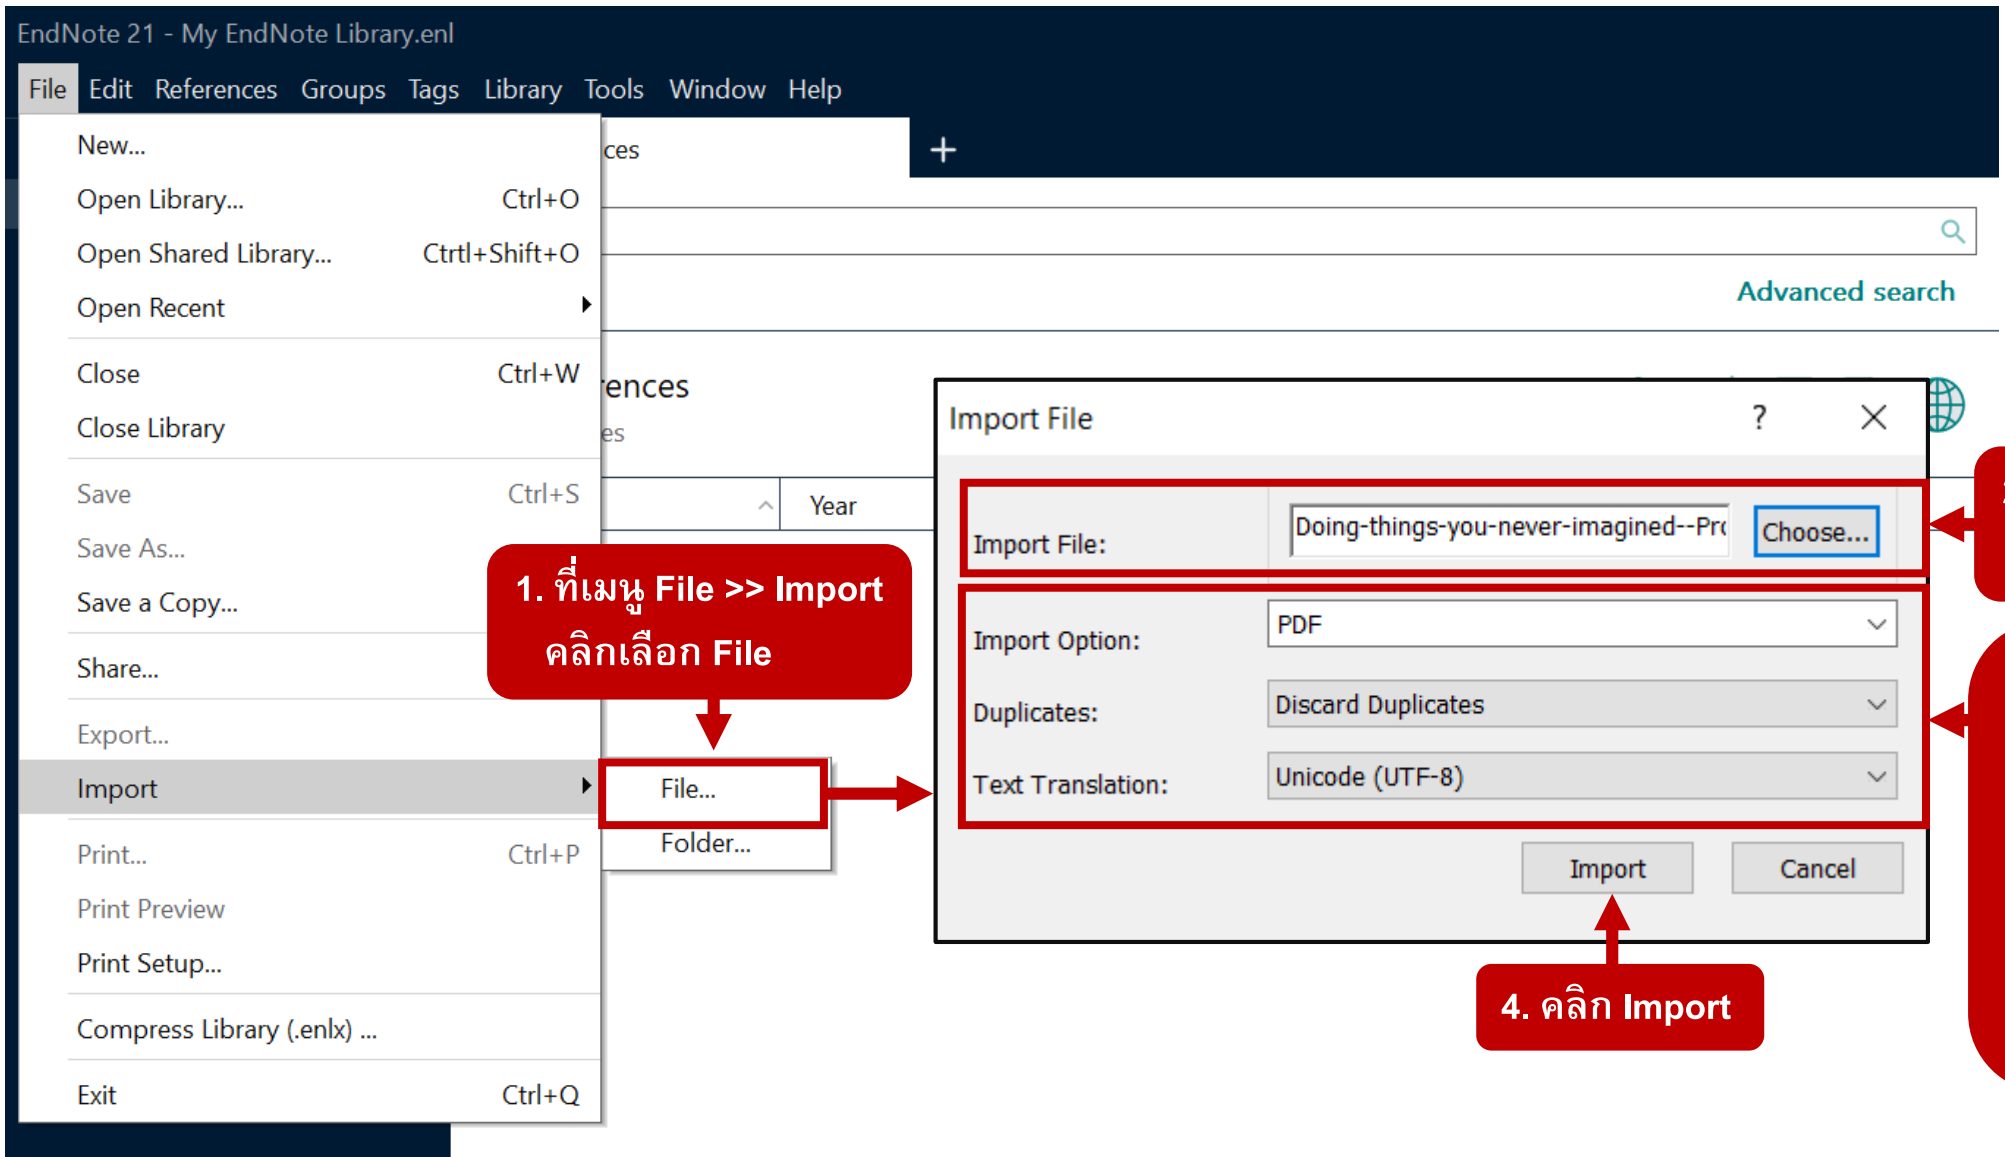 EndNote 21 - My EndNote Library.enl
File Edit References Groups Tags Library Tools Window Help
New...
Open Library... Ctrl+O
Open Shared Library... Ctrtl+Shift+O
Open Recent
Close Ctrl+W
Close Library
Save Ctrl+S
Save As...
Save a Copy...
Share...
Export...
Import
Print... Ctrl+P
Print Preview
Print Setup...
Compress Library (.enlx) ...
Exit Ctrl+Q
ces
Advanced search
rences
es
Year
1. ที่เมนู File >> Import
คลิกเลือก File
File...
Folder...
Import File ?
Import File: Doing-things-you-never-imagined--Pro Choose...
Import Option: PDF
Duplicates: Discard Duplicates
Text Translation: Unicode (UTF-8)
Import Cancel
4. คลิก Import